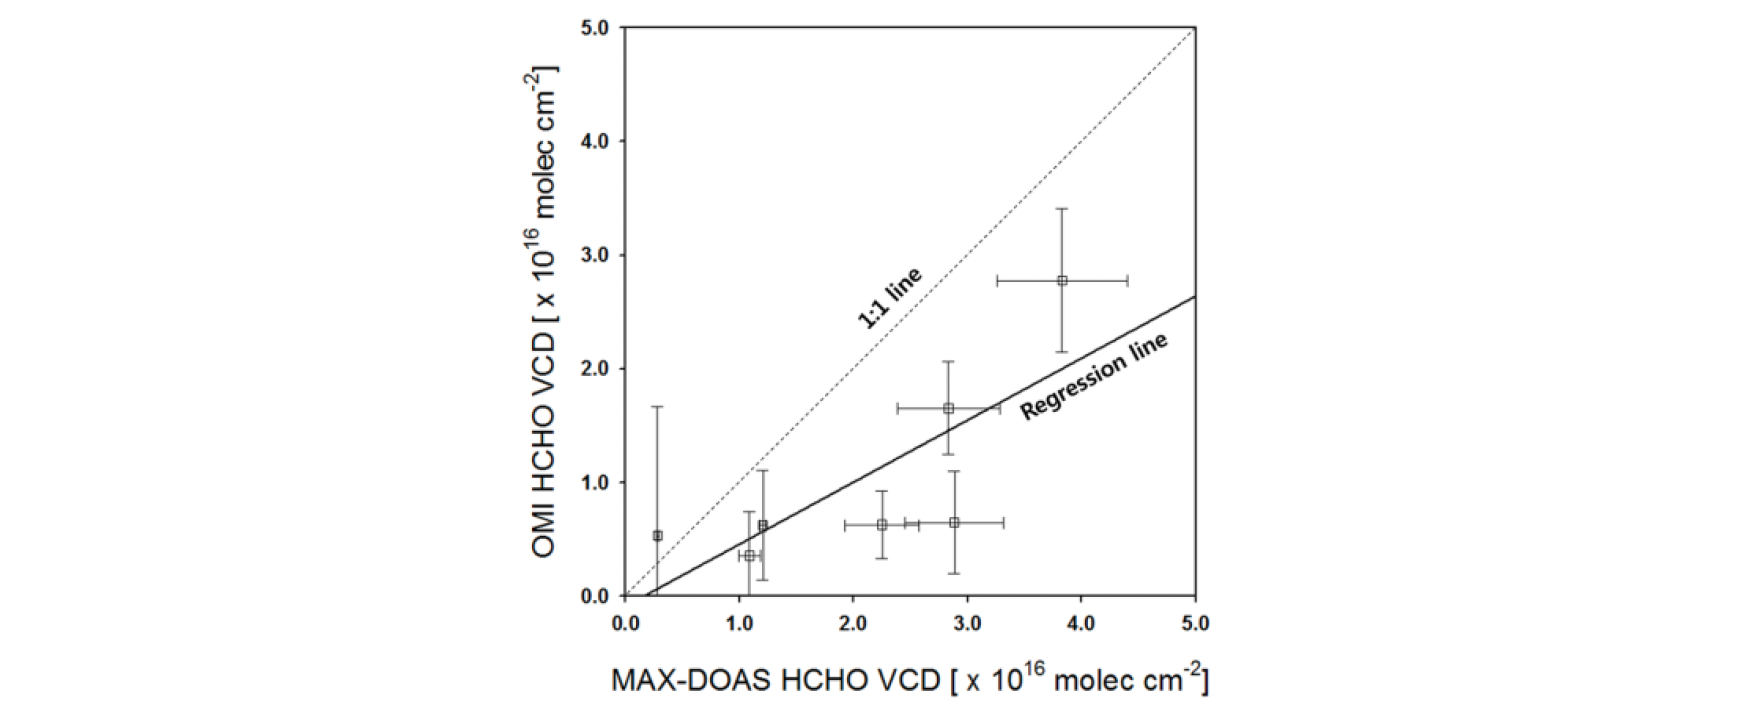 OMI HCHO VCD [ x 10^16 molec cm^-2]
5.0
4.0
3.0
2.0
1.0
0.0
1:1 line
Regression line
0.0 1.0 2.0 3.0 4.0 5.0
MAX-DOAS HCHO VCD [ x 10^16 molec cm^-2]